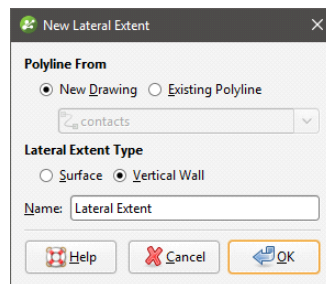 New Lateral Extent
Polyline From
New Drawing Existing Polyline
contacts
Lateral Extent Type
Surface Vertical Wall
Name: Lateral Extent
Help Cancel OK